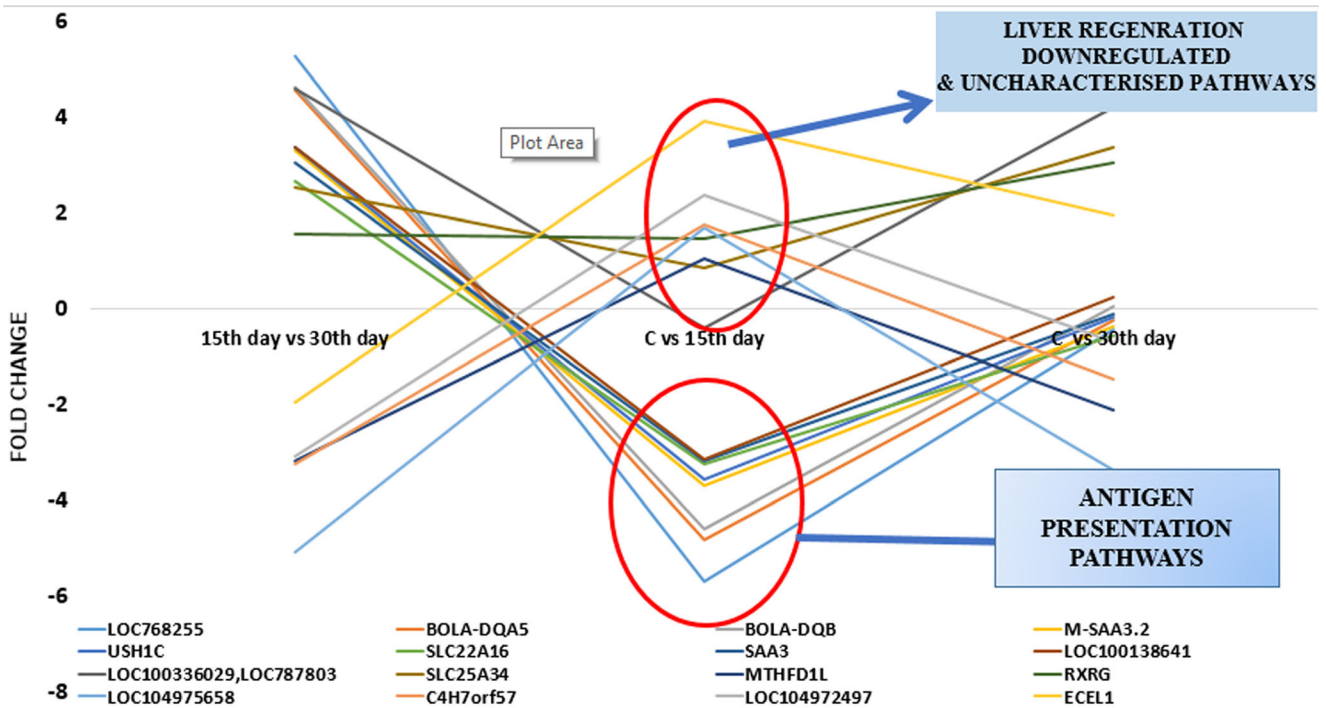 6
LIVER REGENRATION
DOWNREGULATED
& UNCHARACTERISED PATHWAYS
4
Plot Area
2
0
15th day vs 30th day
C vs 15th day
C vs 30th day
FOLD CHANGE
-2
-4
ANTIGEN
PRESENTATION
PATHWAYS
-6
LOC768255 BOLA-DQA5 BOLA-DQB M-SAA3.2
USH1C SLC22A16 SAA3 LOC100138641
LOC100336029,LOC787803 SLC25A34 MTHFD1L RXRG
LOC104975658 C4H7orf57 LOC104972497 ECEL1
-8